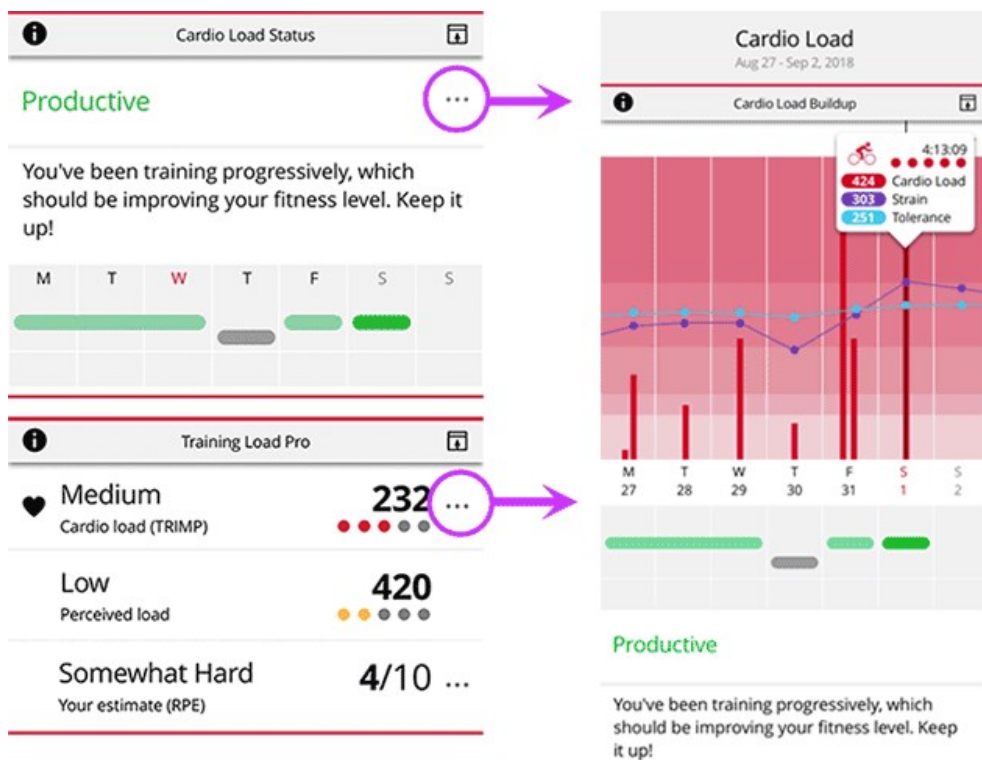 Cardio Load Status
Productive
You've been training progressively, which
should be improving your fitness level. Keep it
up!
M T W T F S S
Training Load Pro
Medium 232
Cardio load (TRIMP)
Low 420
Perceived load
Somewhat Hard 4/10
Your estimate (RPE)
Cardio Load
Aug 27 - Sep 2, 2018
Cardio Load Buildup
4:13:09
424 Cardio Load
303 Strain
251 Tolerance
M T W T F S S
27 28 29 30 31 1 2
Productive
You've been training progressively, which
should be improving your fitness level. Keep
it up!